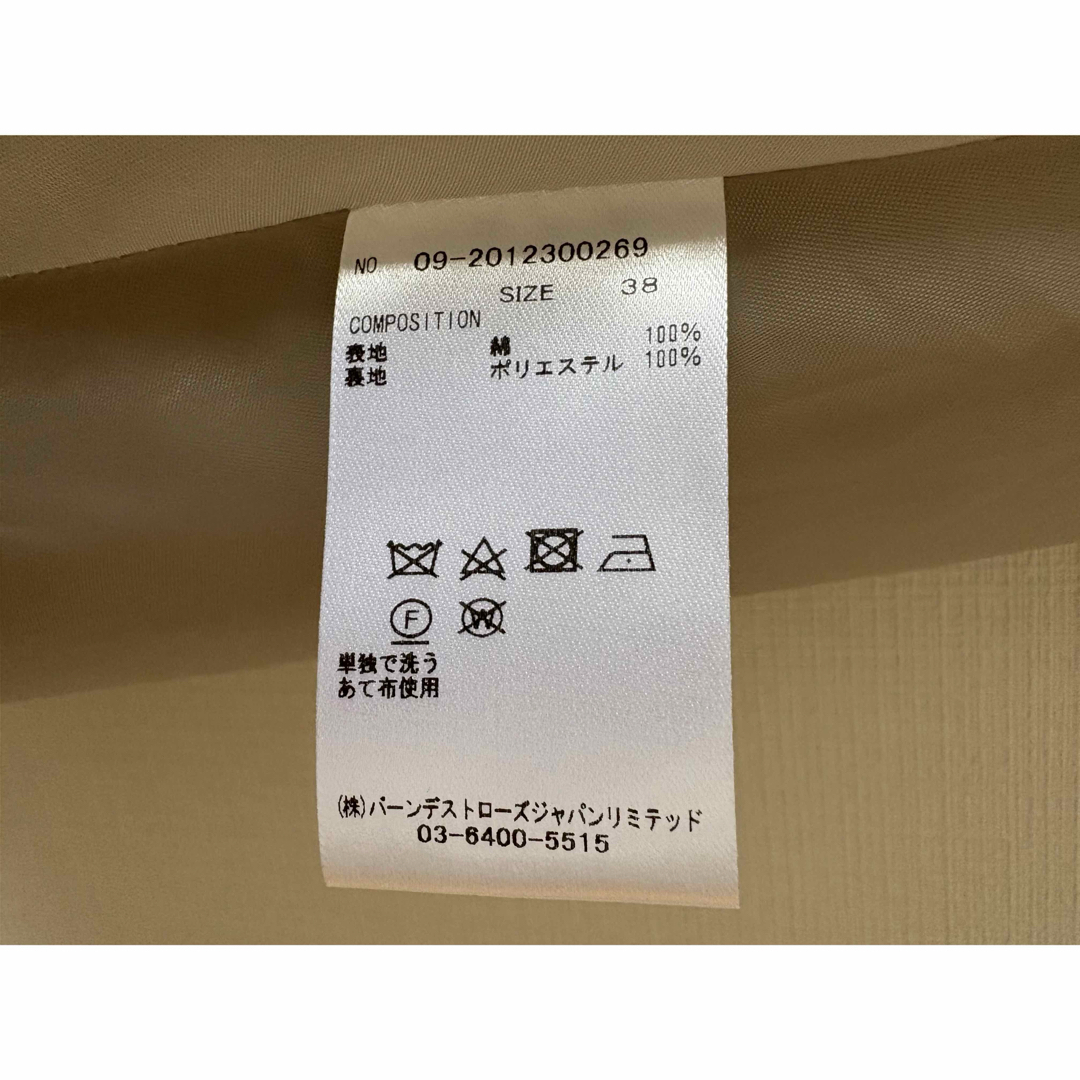 NO 09-2012300269
SIZE 38
COMPOSITION
表地 綿 100%
裏地 ポリエステル 100%
F
W
単独で洗う
あて布使用
(株)バーンデストローズジャパンリミテッド
03-6400-5515